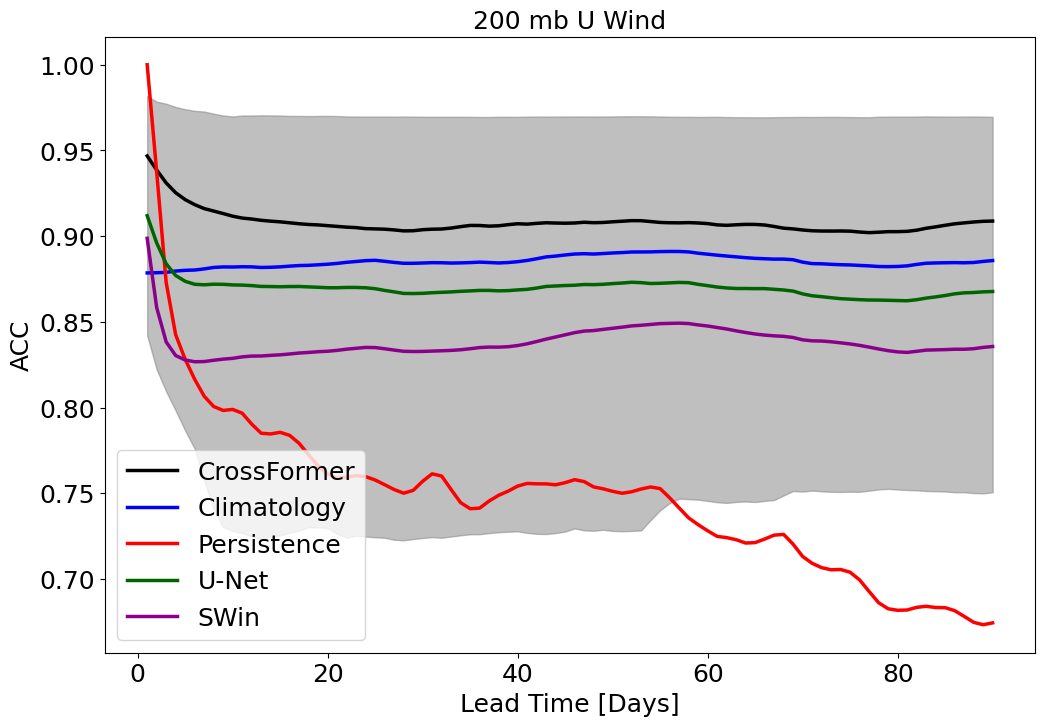 200 mb U Wind
ACC
1.00
0.95
0.90
0.85
0.80
0.75
0.70
CrossFormer
Climatology
Persistence
U-Net
SWin
0 20 40 60 80
Lead Time [Days]